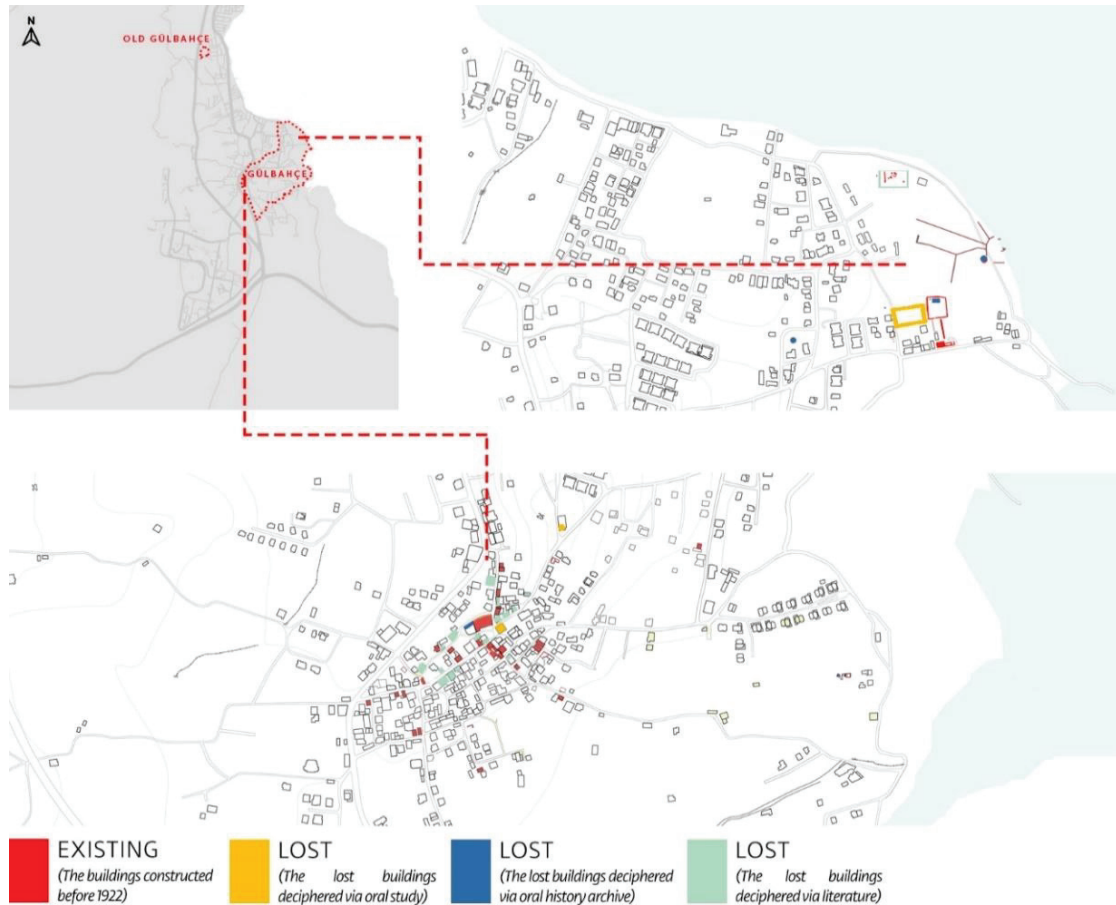 N
OLD GÜLBAHÇE
GÜLBAHÇE
EXISTING
(The buildings constructed
before 1922)
LOST
(The lost buildings
deciphered via oral study)
LOST
(The lost buildings deciphered
via oral history archive)
LOST
(The lost buildings
deciphered via literature)